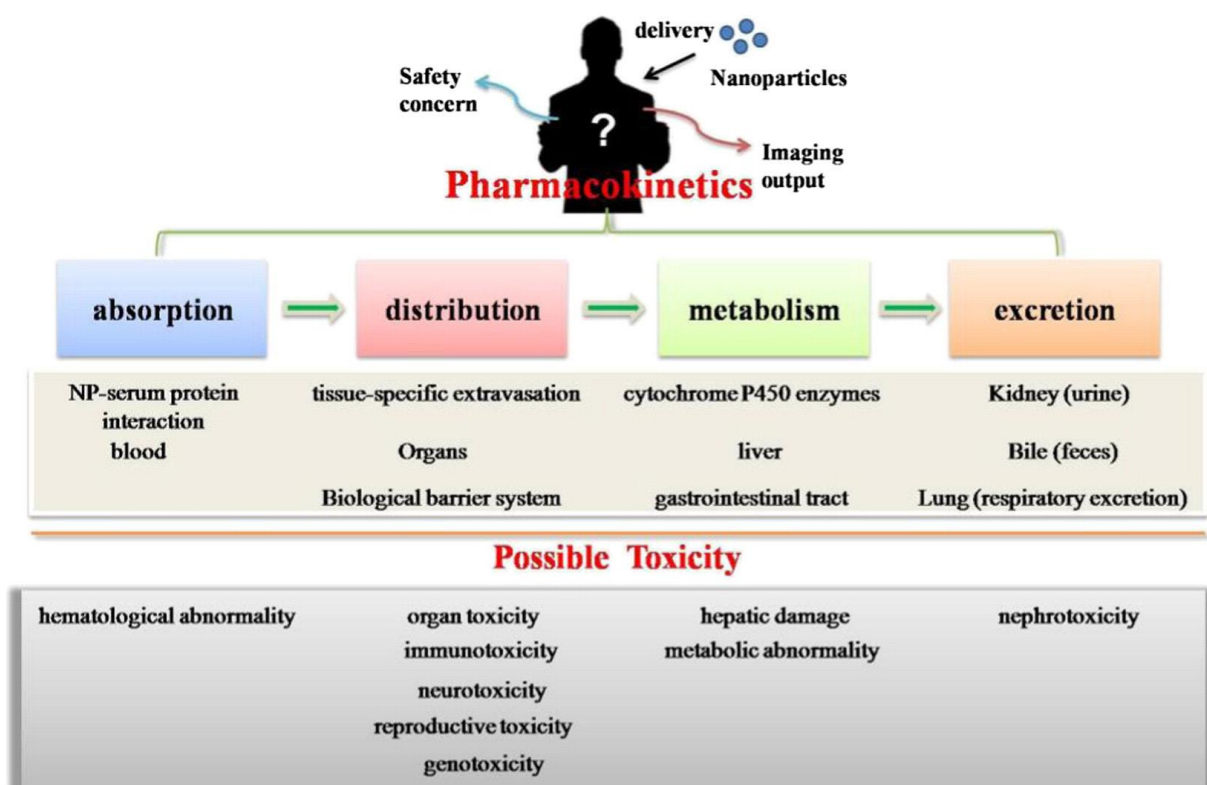 delivery
Nanoparticles
Safety
concern
?
Imaging
output
Pharmacokinetics
absorption
distribution
metabolism
excretion
NP-serum protein
interaction
blood
tissue-specific extravasation
Organs
Biological barrier system
cytochrome P450 enzymes
liver
gastrointestinal tract
Kidney (urine)
Bile (feces)
Lung (respiratory excretion)
Possible Toxicity
hematological abnormality
organ toxicity
immunotoxicity
neurotoxicity
reproductive toxicity
genotoxicity
hepatic damage
metabolic abnormality
nephrotoxicity